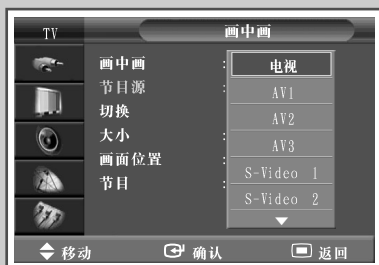 TV 画中画
画中画 : 电视
节目源 : AV1
切换 AV2
大小 : AV3
画面位置 : S-Video 1
节目 : S-Video 2
移动 确认 返回